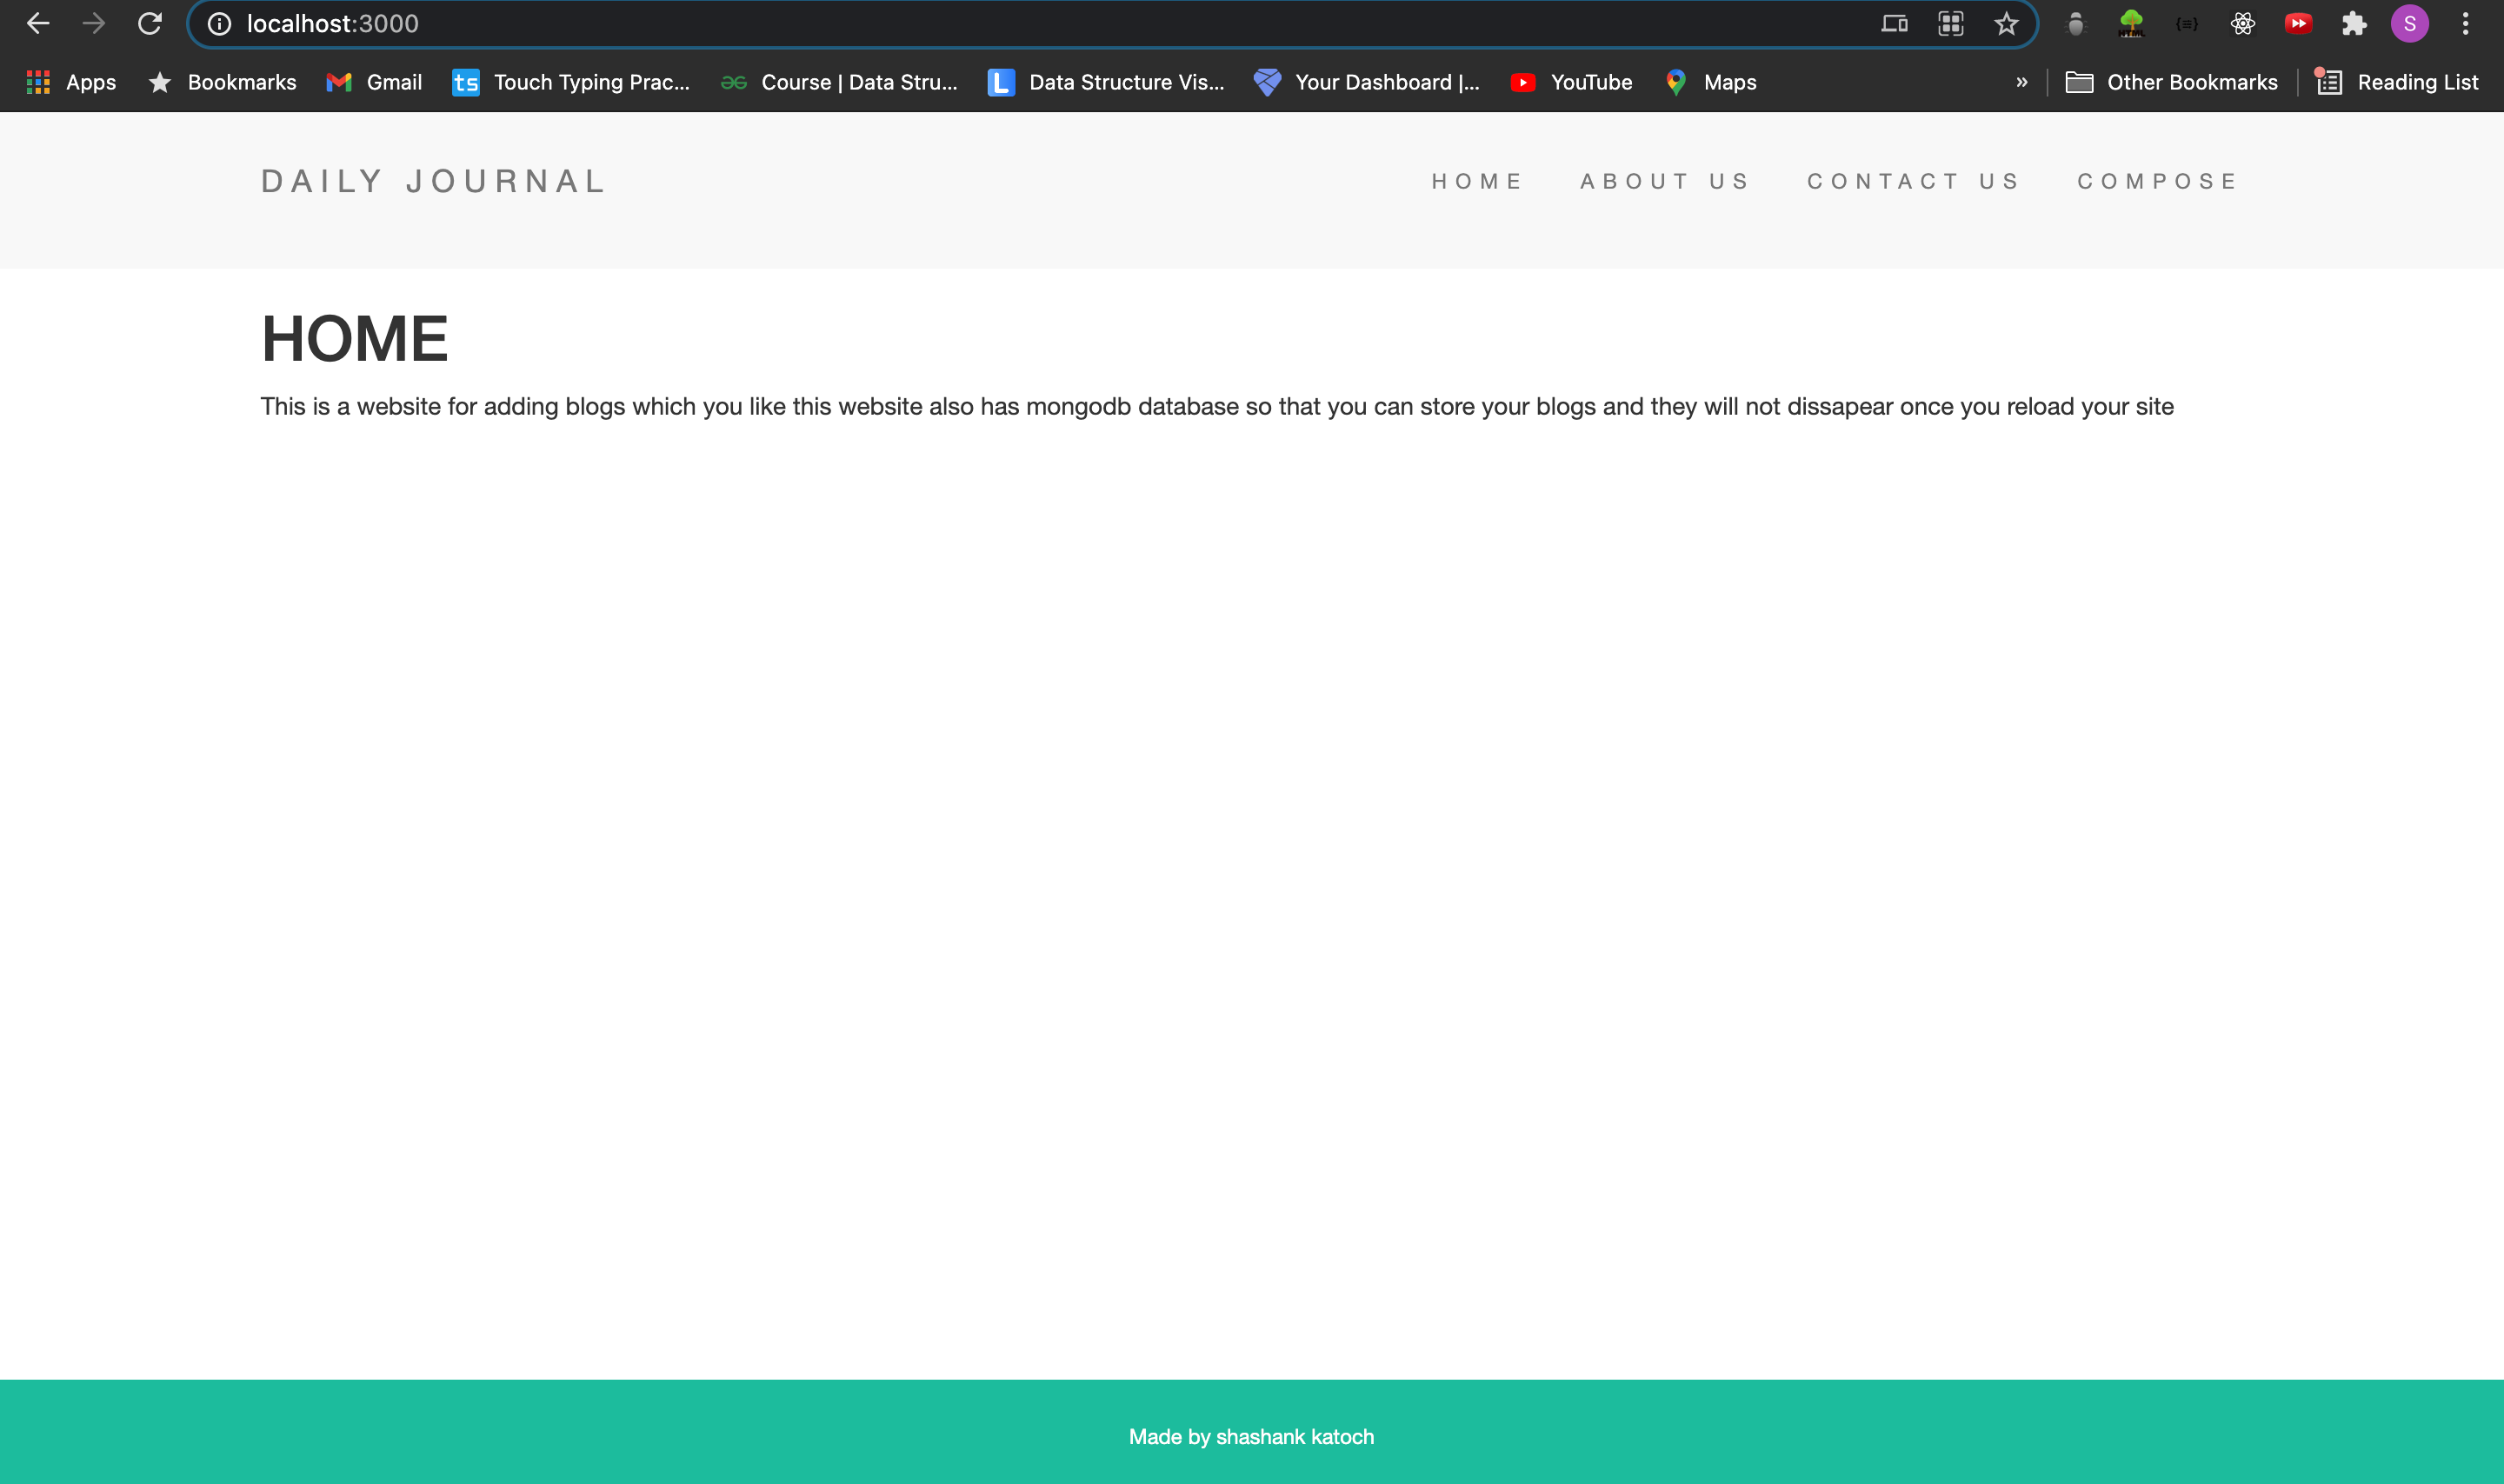 localhost:3000
S
Apps Bookmarks Gmail ts Touch Typing Prac... Course | Data Stru... L Data Structure Vis... Your Dashboard |... YouTube Maps » Other Bookmarks Reading List
DAILY JOURNAL HOME ABOUT US CONTACT US COMPOSE
HOME
This is a website for adding blogs which you like this website also has mongodb database so that you can store your blogs and they will not dissapear once you reload your site
Made by shashank katoch